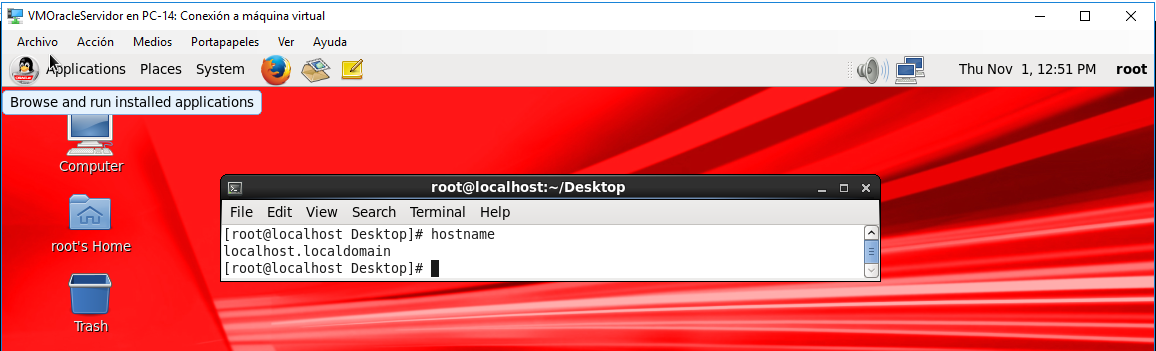 VMOracleServidor en PC-14: Conexión a máquina virtual
Archivo Acción Medios Portapapeles Ver Ayuda
Applications Places System Thu Nov 1, 12:51 PM root
Browse and run installed applications
Computer
root's Home
Trash
root@localhost:~/Desktop
File Edit View Search Terminal Help
[root@localhost Desktop]# hostname
localhost.localdomain
[root@localhost Desktop]#